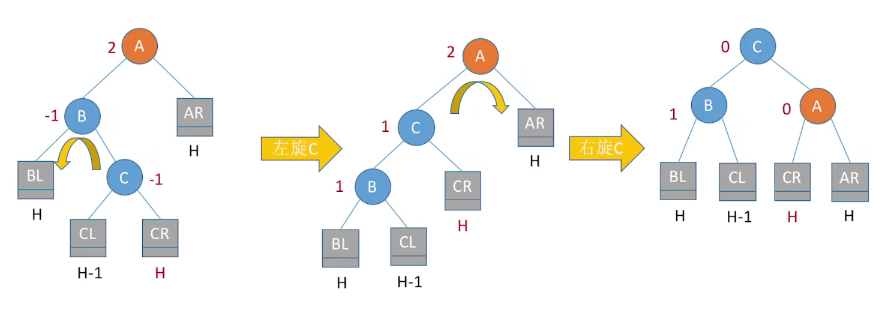 2 A
-1 B AR
H
BL C -1
H
CL CR
H-1 H
左旋C
2 A
1 C AR
H
1 B CR
H
BL CL
H H-1
右旋C
0 C
1 B 0 A
BL CL CR AR
H H-1 H H